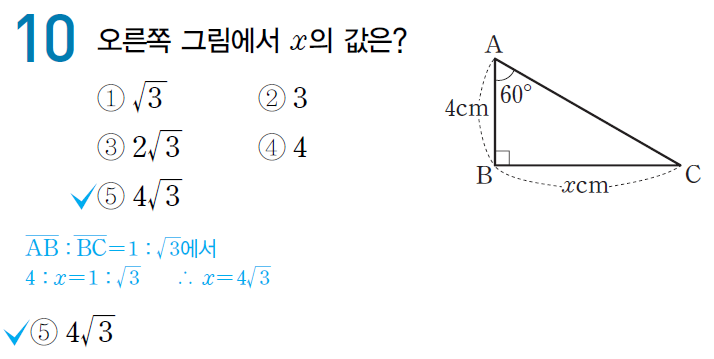 10 오른쪽 그림에서 x의 값은?
① √3 ② 3
③ 2√3 ④ 4
⑤ 4√3
A
60°
4cm
B
xcm
C
AB : BC=1 : √3에서
4 : x=1 : √3 ∴ x=4√3
⑤ 4√3